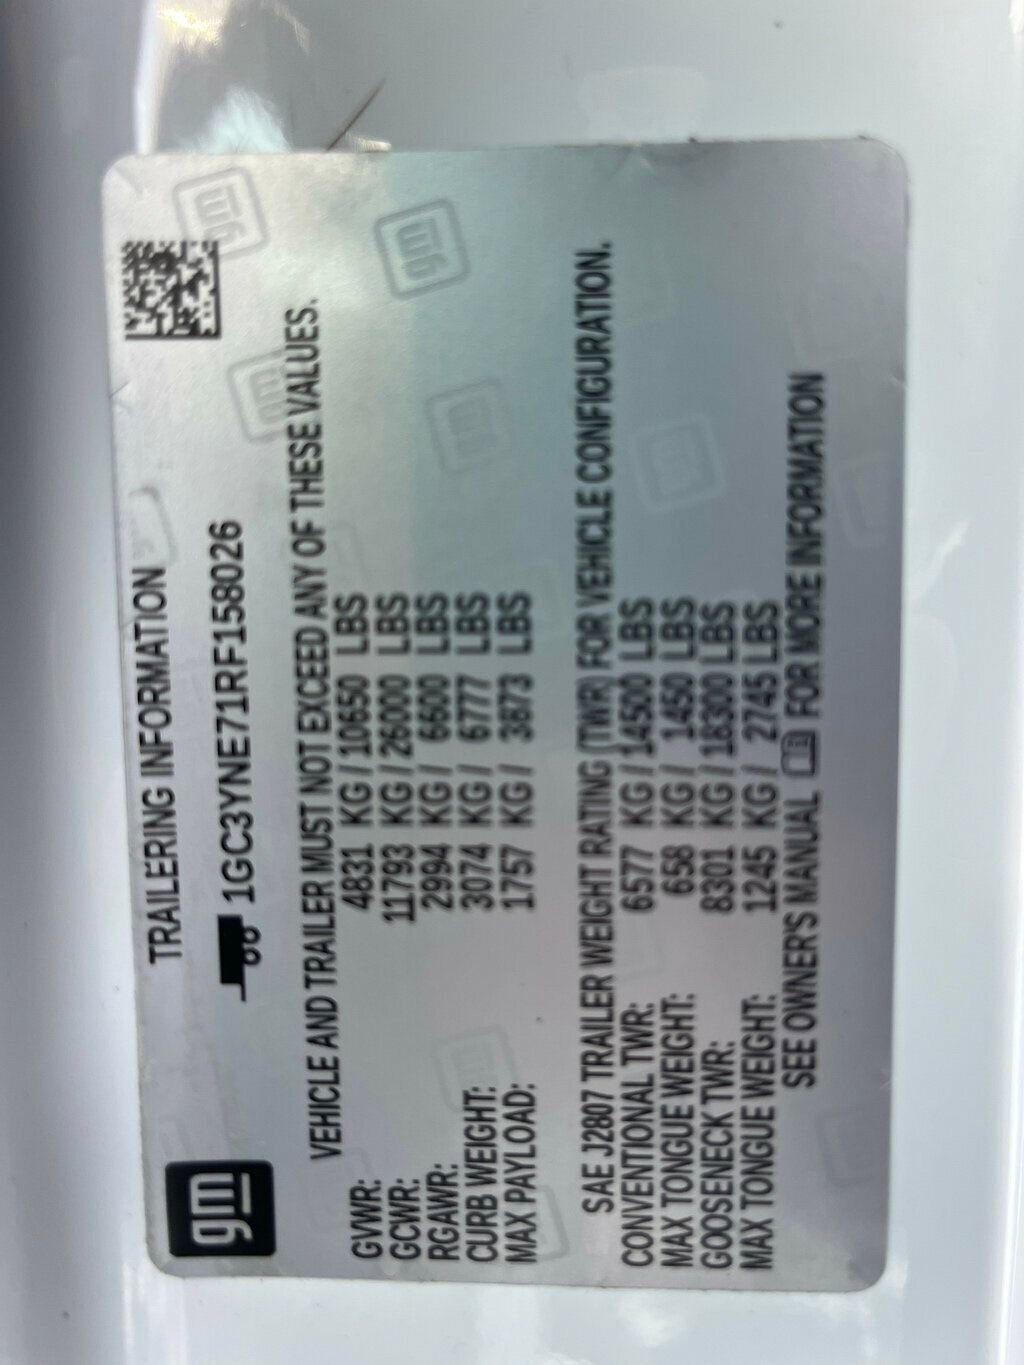 gm
TRAILERING INFORMATION
1GC3YNE71RF158026
VEHICLE AND TRAILER MUST NOT EXCEED ANY OF THESE VALUES.
GVWR: 4831 KG / 10650 LBS
GCWR: 11793 KG / 26000 LBS
RGAWR: 2994 KG / 6600 LBS
CURB WEIGHT: 3074 KG / 6777 LBS
MAX PAYLOAD: 1757 KG / 3873 LBS
SAE J2807 TRAILER WEIGHT RATING (TWR) FOR VEHICLE CONFIGURATION.
CONVENTIONAL TWR: 6577 KG / 14500 LBS
MAX TONGUE WEIGHT: 658 KG / 1450 LBS
GOOSENECK TWR: 8301 KG / 18300 LBS
MAX TONGUE WEIGHT: 1245 KG / 2745 LBS
SEE OWNER'S MANUAL FOR MORE INFORMATION